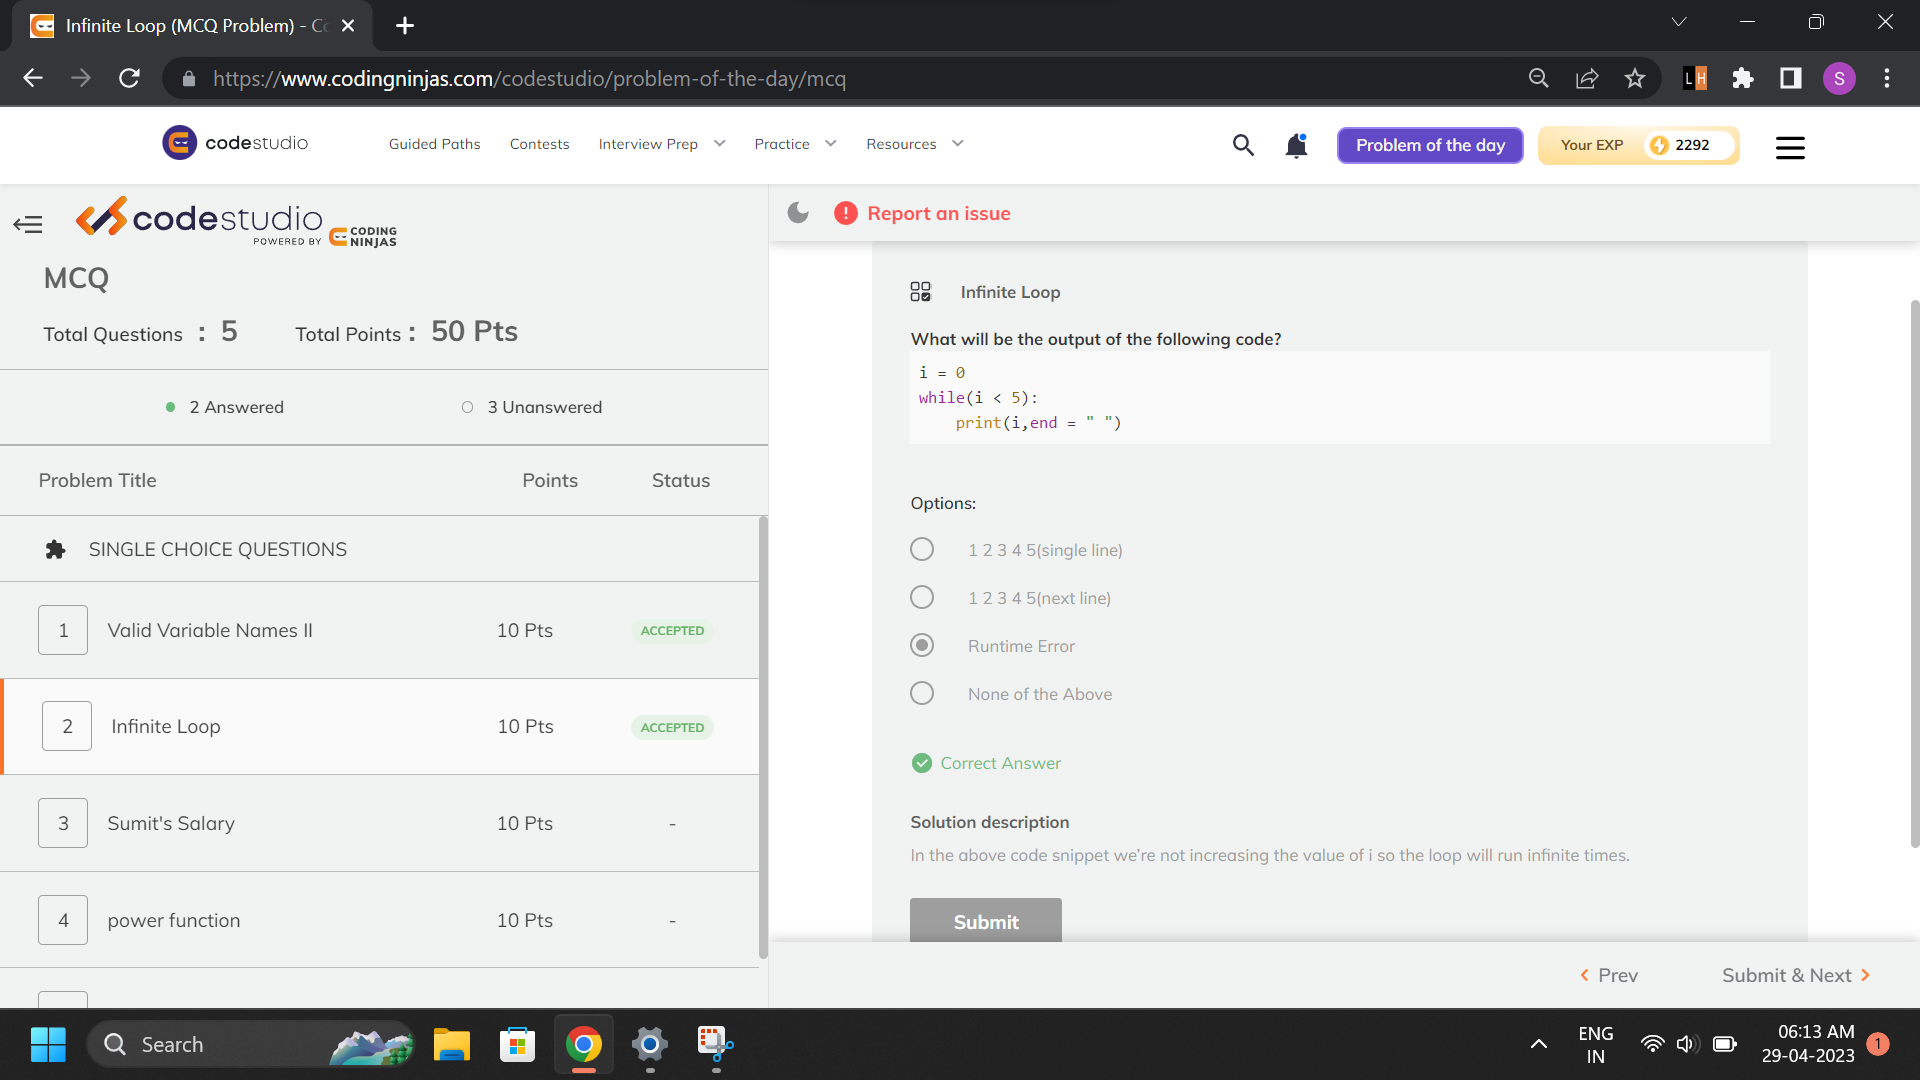 Infinite Loop (MCQ Problem) - Co
https://www.codingninjas.com/codestudio/problem-of-the-day/mcq
LH
S
codestudio
Guided Paths
Contests
Interview Prep
Practice
Resources
Problem of the day
Your EXP
2292
codestudio
POWERED BY
CODING
NINJAS
Report an issue
MCQ
Total Questions : 5
Total Points : 50 Pts
2 Answered
3 Unanswered
Problem Title
Points
Status
SINGLE CHOICE QUESTIONS
1 Valid Variable Names II 10 Pts ACCEPTED
2 Infinite Loop 10 Pts ACCEPTED
3 Sumit's Salary 10 Pts -
4 power function 10 Pts -
Infinite Loop
What will be the output of the following code?
i = 0
while(i < 5):
    print(i,end = " ")
Options:
1 2 3 4 5(single line)
1 2 3 4 5(next line)
Runtime Error
None of the Above
Correct Answer
Solution description
In the above code snippet we're not increasing the value of i so the loop will run infinite times.
Submit
Prev
Submit & Next
Search
ENG
IN
06:13 AM
29-04-2023
1